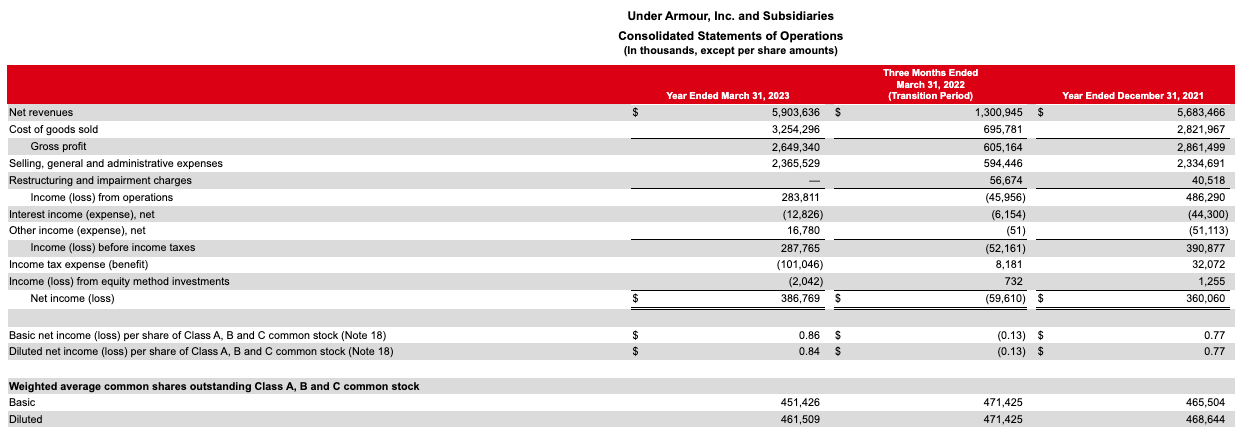 Under Armour, Inc. and Subsidiaries
Consolidated Statements of Operations
(In thousands, except per share amounts)
Year Ended March 31, 2023 Three Months Ended March 31, 2022 (Transition Period) Year Ended December 31, 2021
Net revenues $ 5,903,636 $ 1,300,945 $ 5,683,466
Cost of goods sold 3,254,296 695,781 2,821,967
Gross profit 2,649,340 605,164 2,861,499
Selling, general and administrative expenses 2,365,529 594,446 2,334,691
Restructuring and impairment charges — 56,674 40,518
Income (loss) from operations 283,811 (45,956) 486,290
Interest income (expense), net (12,826) (6,154) (44,300)
Other income (expense), net 16,780 (51) (51,113)
Income (loss) before income taxes 287,765 (52,161) 390,877
Income tax expense (benefit) (101,046) 8,181 32,072
Income (loss) from equity method investments (2,042) 732 1,255
Net income (loss) $ 386,769 $ (59,610) $ 360,060
Basic net income (loss) per share of Class A, B and C common stock (Note 18) $ 0.86 $ (0.13) $ 0.77
Diluted net income (loss) per share of Class A, B and C common stock (Note 18) $ 0.84 $ (0.13) $ 0.77
Weighted average common shares outstanding Class A, B and C common stock
Basic 451,426 471,425 465,504
Diluted 461,509 471,425 468,644